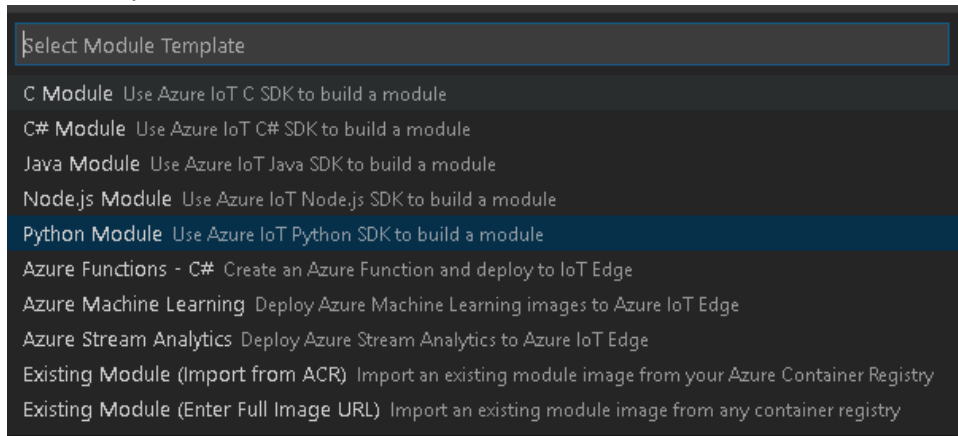 Select Module Template
C Module Use Azure IoT C SDK to build a module
C# Module Use Azure IoT C# SDK to build a module
Java Module Use Azure IoT Java SDK to build a module
Node.js Module Use Azure IoT Node.js SDK to build a module
Python Module Use Azure IoT Python SDK to build a module
Azure Functions - C# Create an Azure Function and deploy to IoT Edge
Azure Machine Learning Deploy Azure Machine Learning images to Azure IoT Edge
Azure Stream Analytics Deploy Azure Stream Analytics to Azure IoT Edge
Existing Module (Import from ACR) Import an existing module image from your Azure Container Registry
Existing Module (Enter Full Image URL) Import an existing module image from any container registry